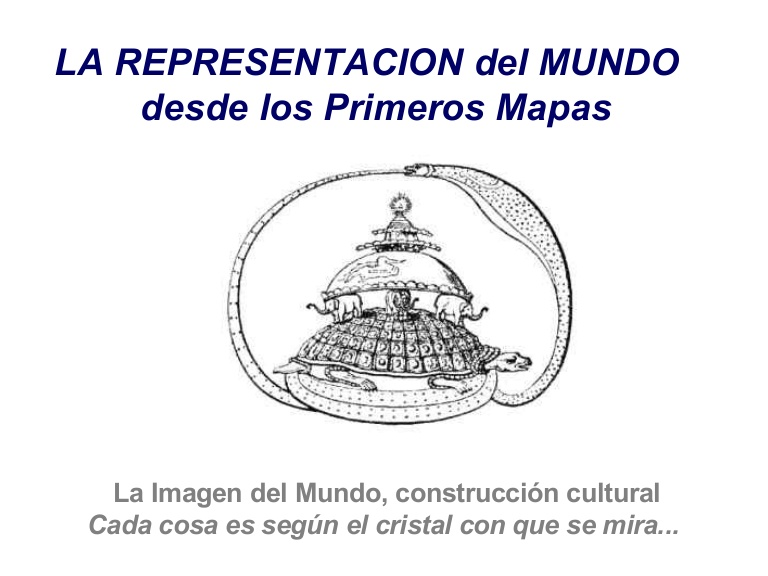 LA REPRESENTACION del MUNDO
desde los Primeros Mapas
La Imagen del Mundo, construcción cultural
Cada cosa es según el cristal con que se mira...